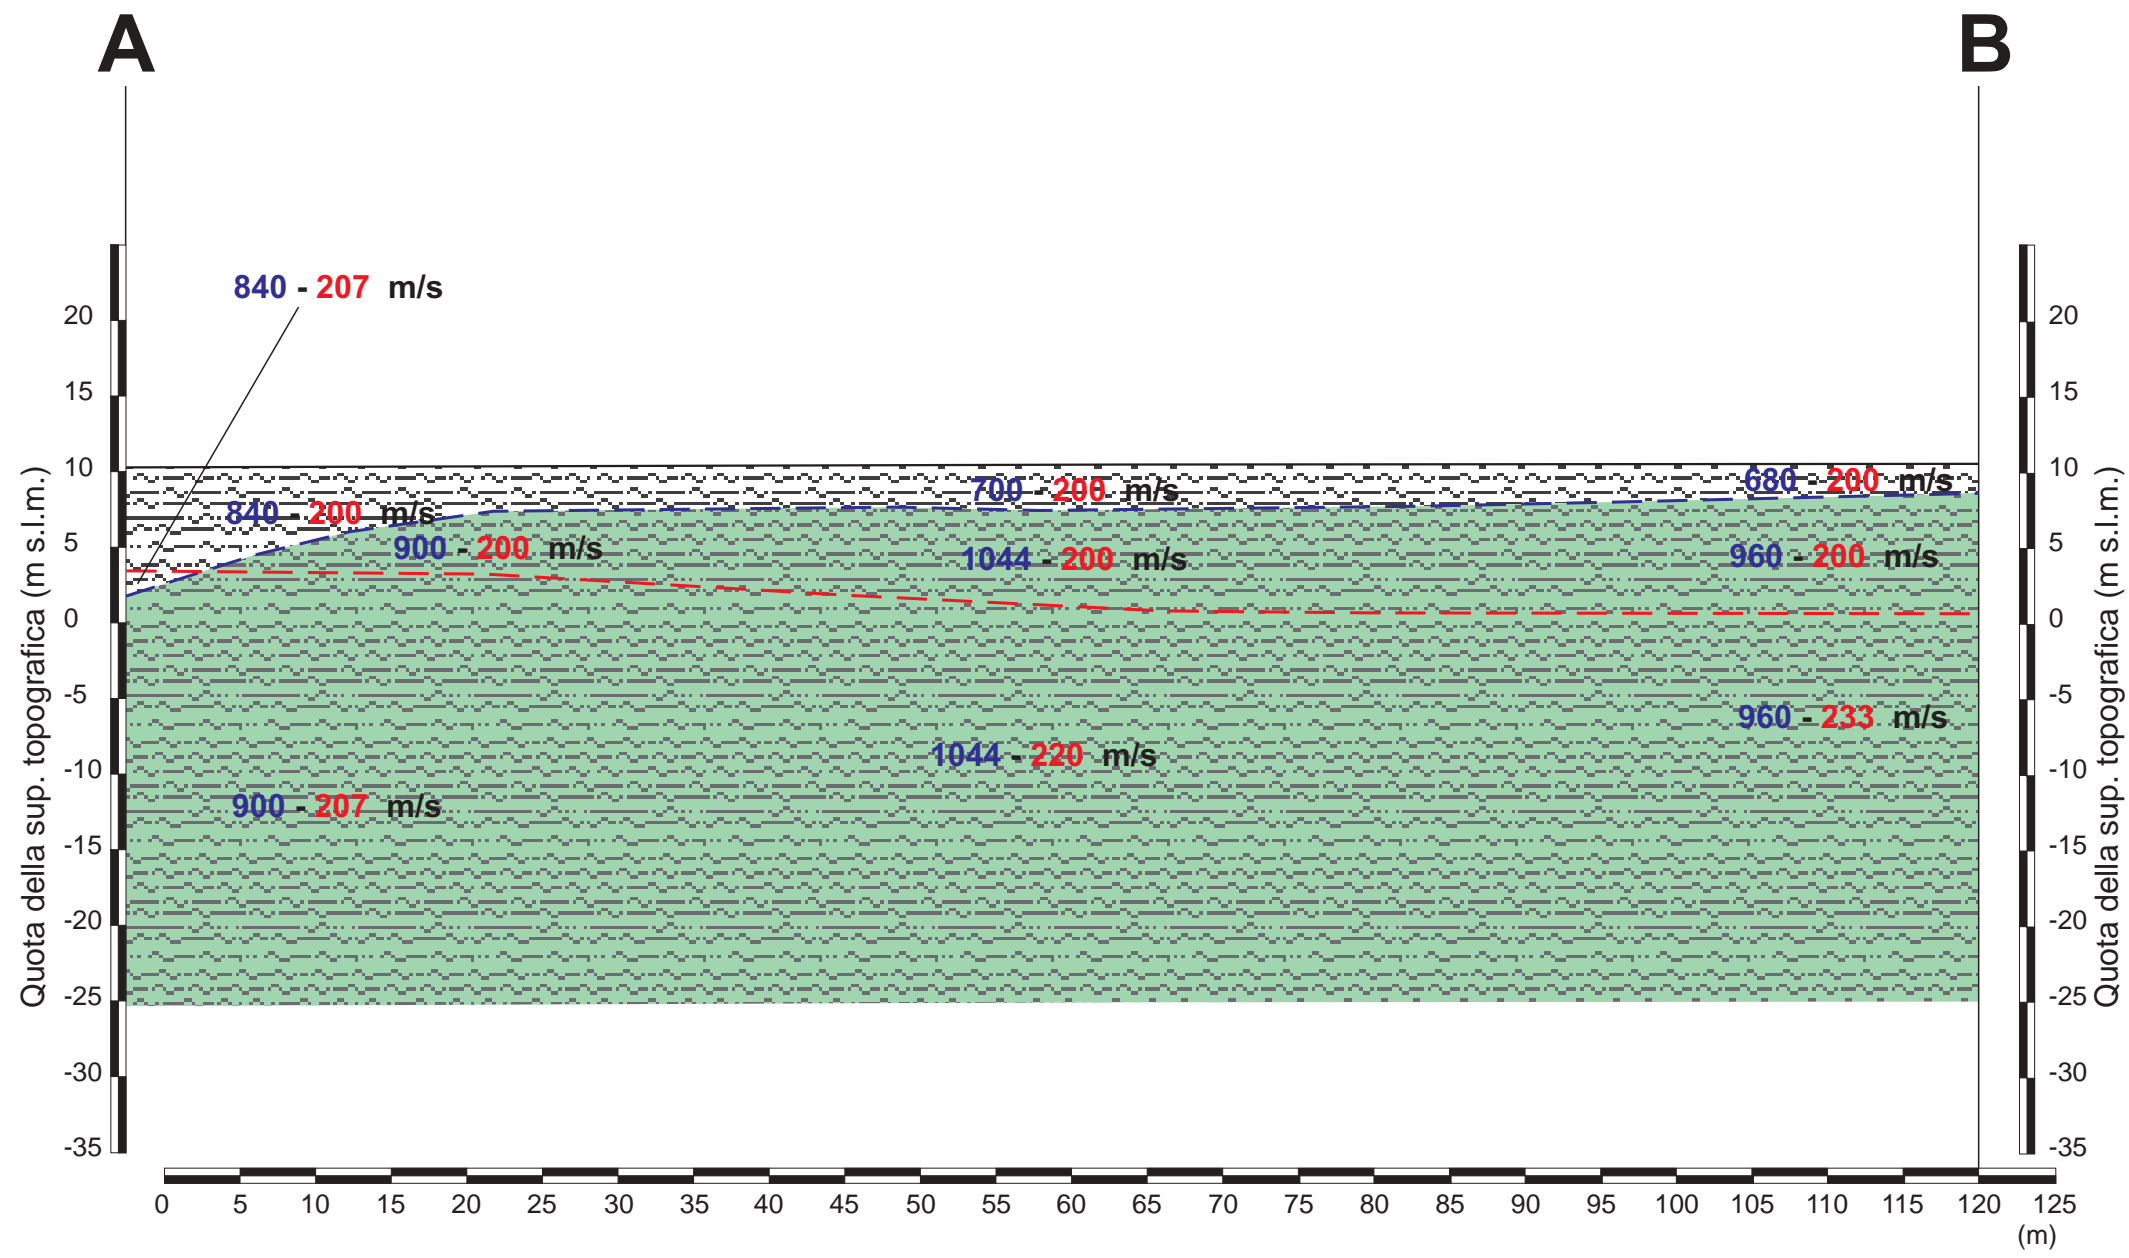 A
B
840 - 207 m/s
20
15
10
5
0
-5
-10
-15
-20
-25
-30
-35
Quota della sup. topografica (m s.l.m.)
840 - 200 m/s
700 - 200 m/s
680 - 200 m/s
900 - 200 m/s
1044 - 200 m/s
960 - 200 m/s
960 - 233 m/s
1044 - 220 m/s
900 - 207 m/s
20
15
10
5
0
-5
-10
-15
-20
-25
-30
-35
Quota della sup. topografica (m s.l.m.)
0 5 10 15 20 25 30 35 40 45 50 55 60 65 70 75 80 85 90 95 100 105 110 115 120 125
(m)